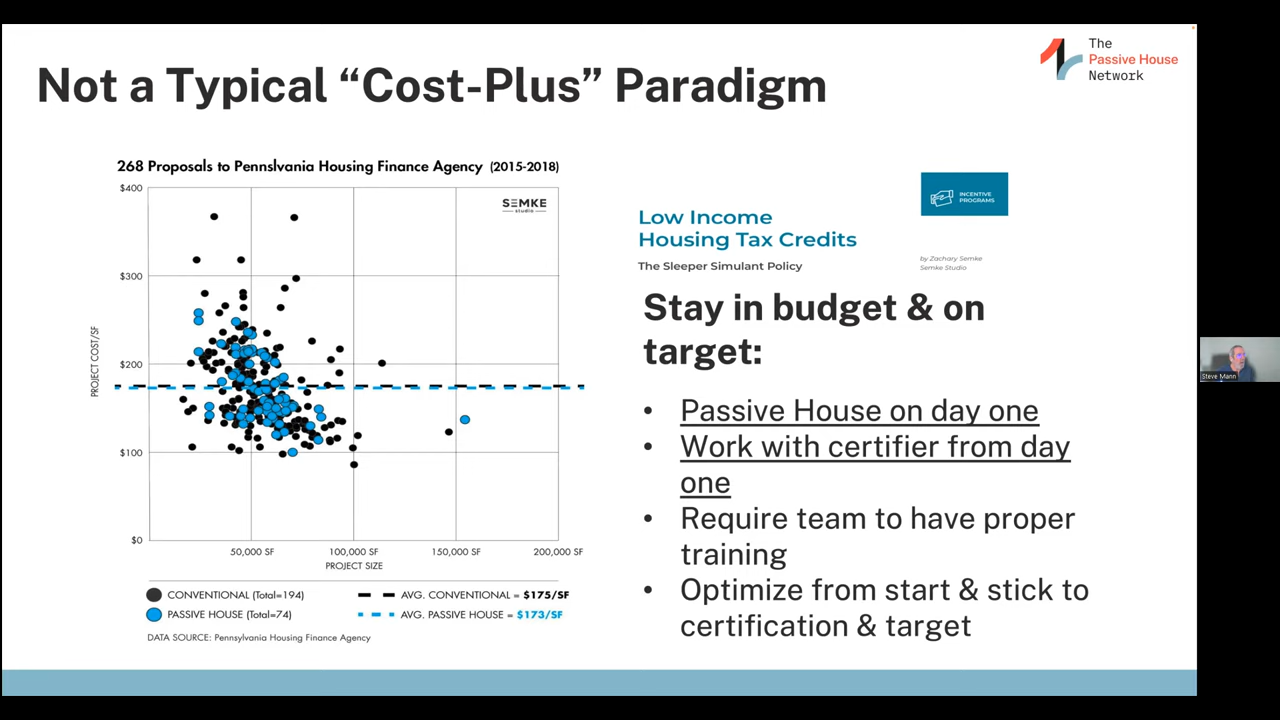 Not a Typical “Cost-Plus” Paradigm
The
Passive House
Network
268 Proposals to Pennslvania Housing Finance Agency (2015-2018)
SEMKE
studio
$400
$300
$200
$100
$0
PROJECT COST/SF
50,000 SF
100,000 SF
150,000 SF
200,000 SF
PROJECT SIZE
CONVENTIONAL (Total=194)
AVG. CONVENTIONAL = $175/SF
PASSIVE HOUSE (Total=74)
AVG. PASSIVE HOUSE = $173/SF
DATA SOURCE: Pennsylvania Housing Finance Agency
INCENTIVE
PROGRAMS
Low Income
Housing Tax Credits
The Sleeper Simulant Policy
by Zachary Semke
Semke Studio
Stay in budget & on
target:
• Passive House on day one
• Work with certifier from day
one
• Require team to have proper
training
• Optimize from start & stick to
certification & target
Steve Mann